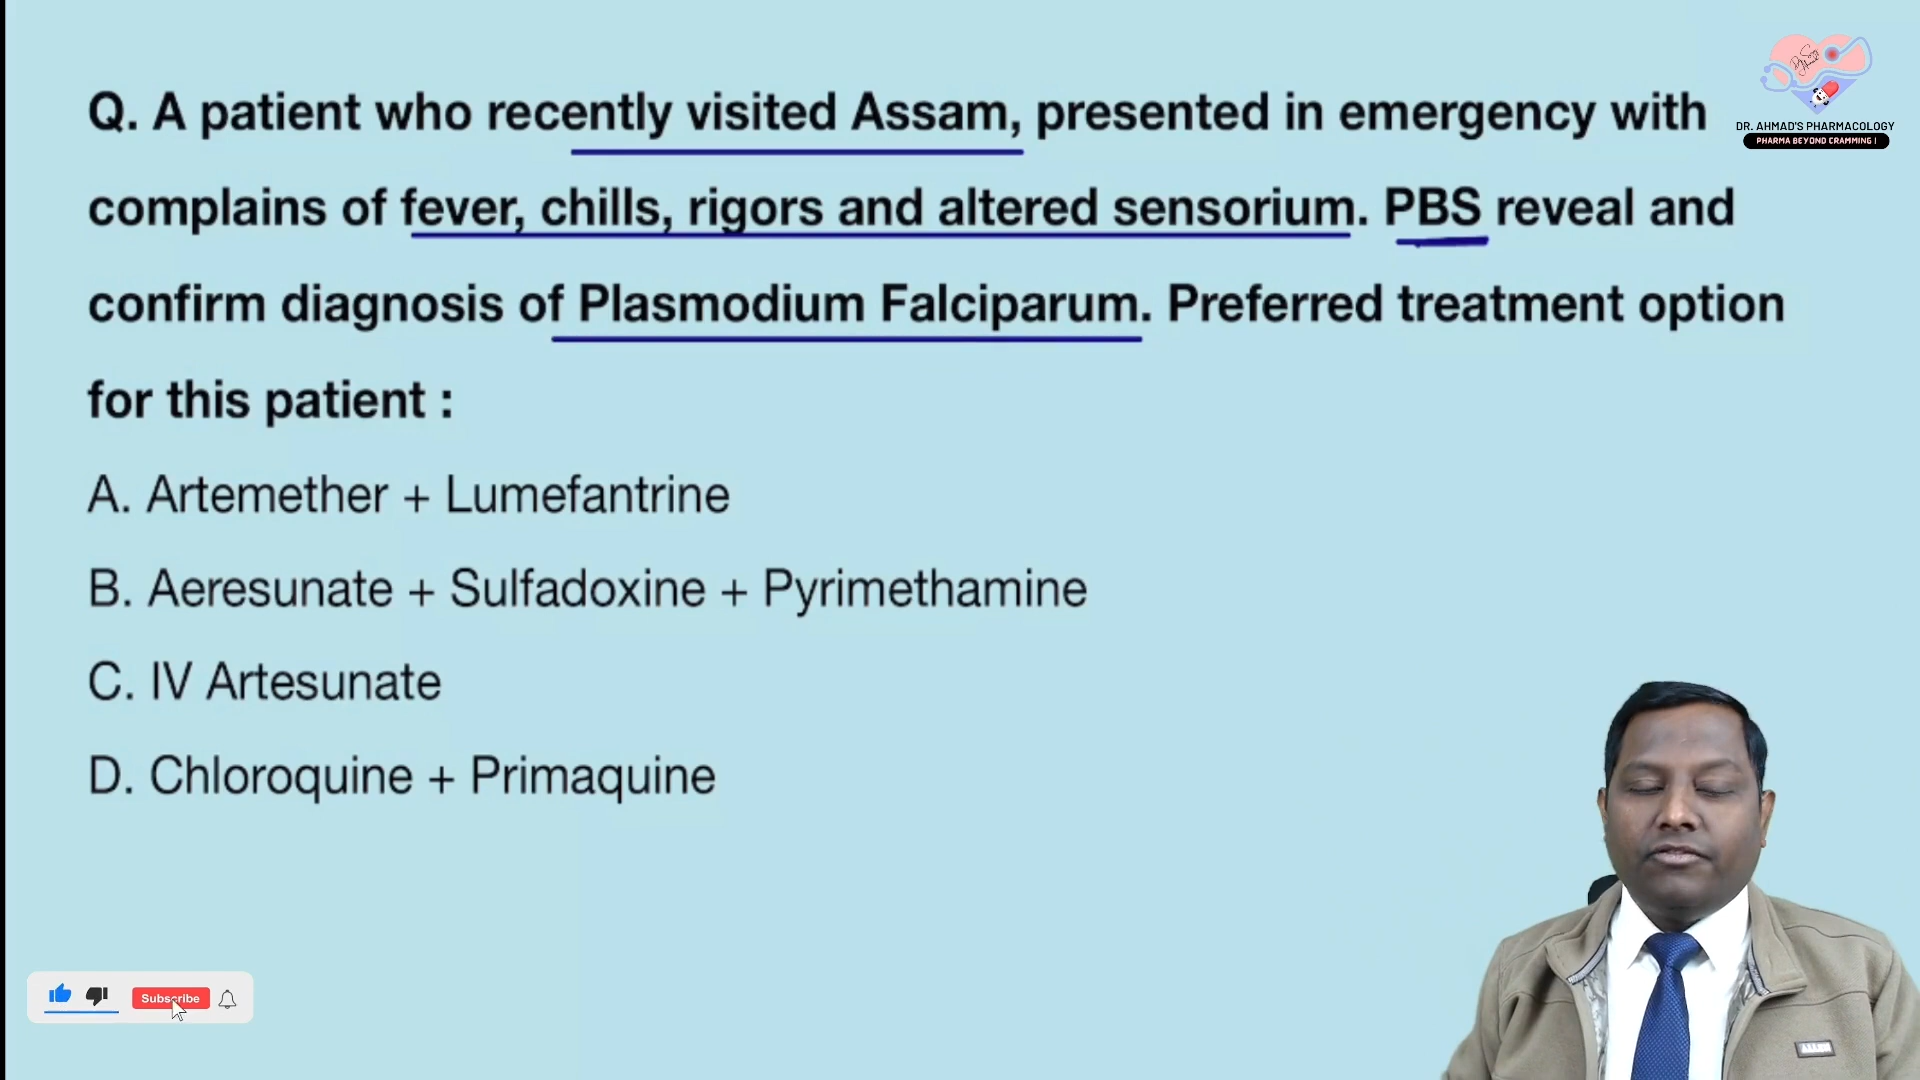 Q. A patient who recently visited Assam, presented in emergency with
complains of fever, chills, rigors and altered sensorium. PBS reveal and
confirm diagnosis of Plasmodium Falciparum. Preferred treatment option
for this patient :
A. Artemether + Lumefantrine
B. Aeresunate + Sulfadoxine + Pyrimethamine
C. IV Artesunate
D. Chloroquine + Primaquine
DR. AHMAD'S PHARMACOLOGY
PHARMA BEYOND CRAMMING !
Subscribe